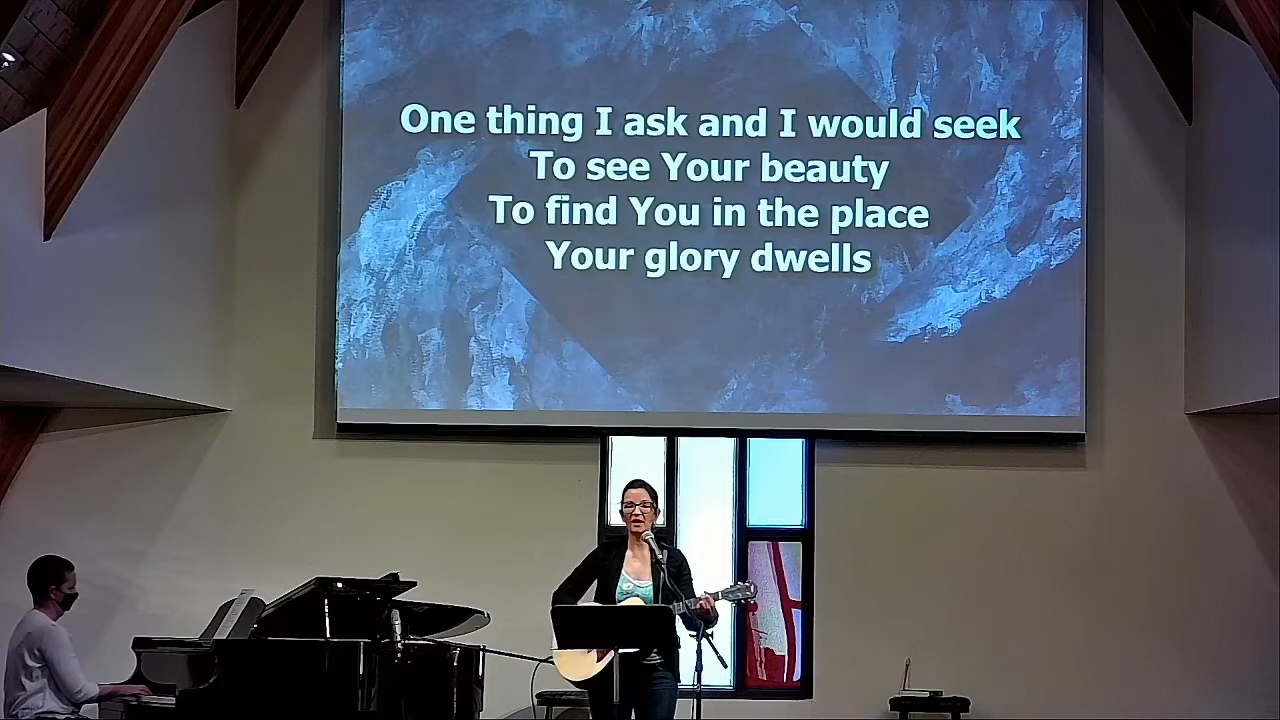 One thing I ask and I would seek
To see Your beauty
To find You in the place
Your glory dwells